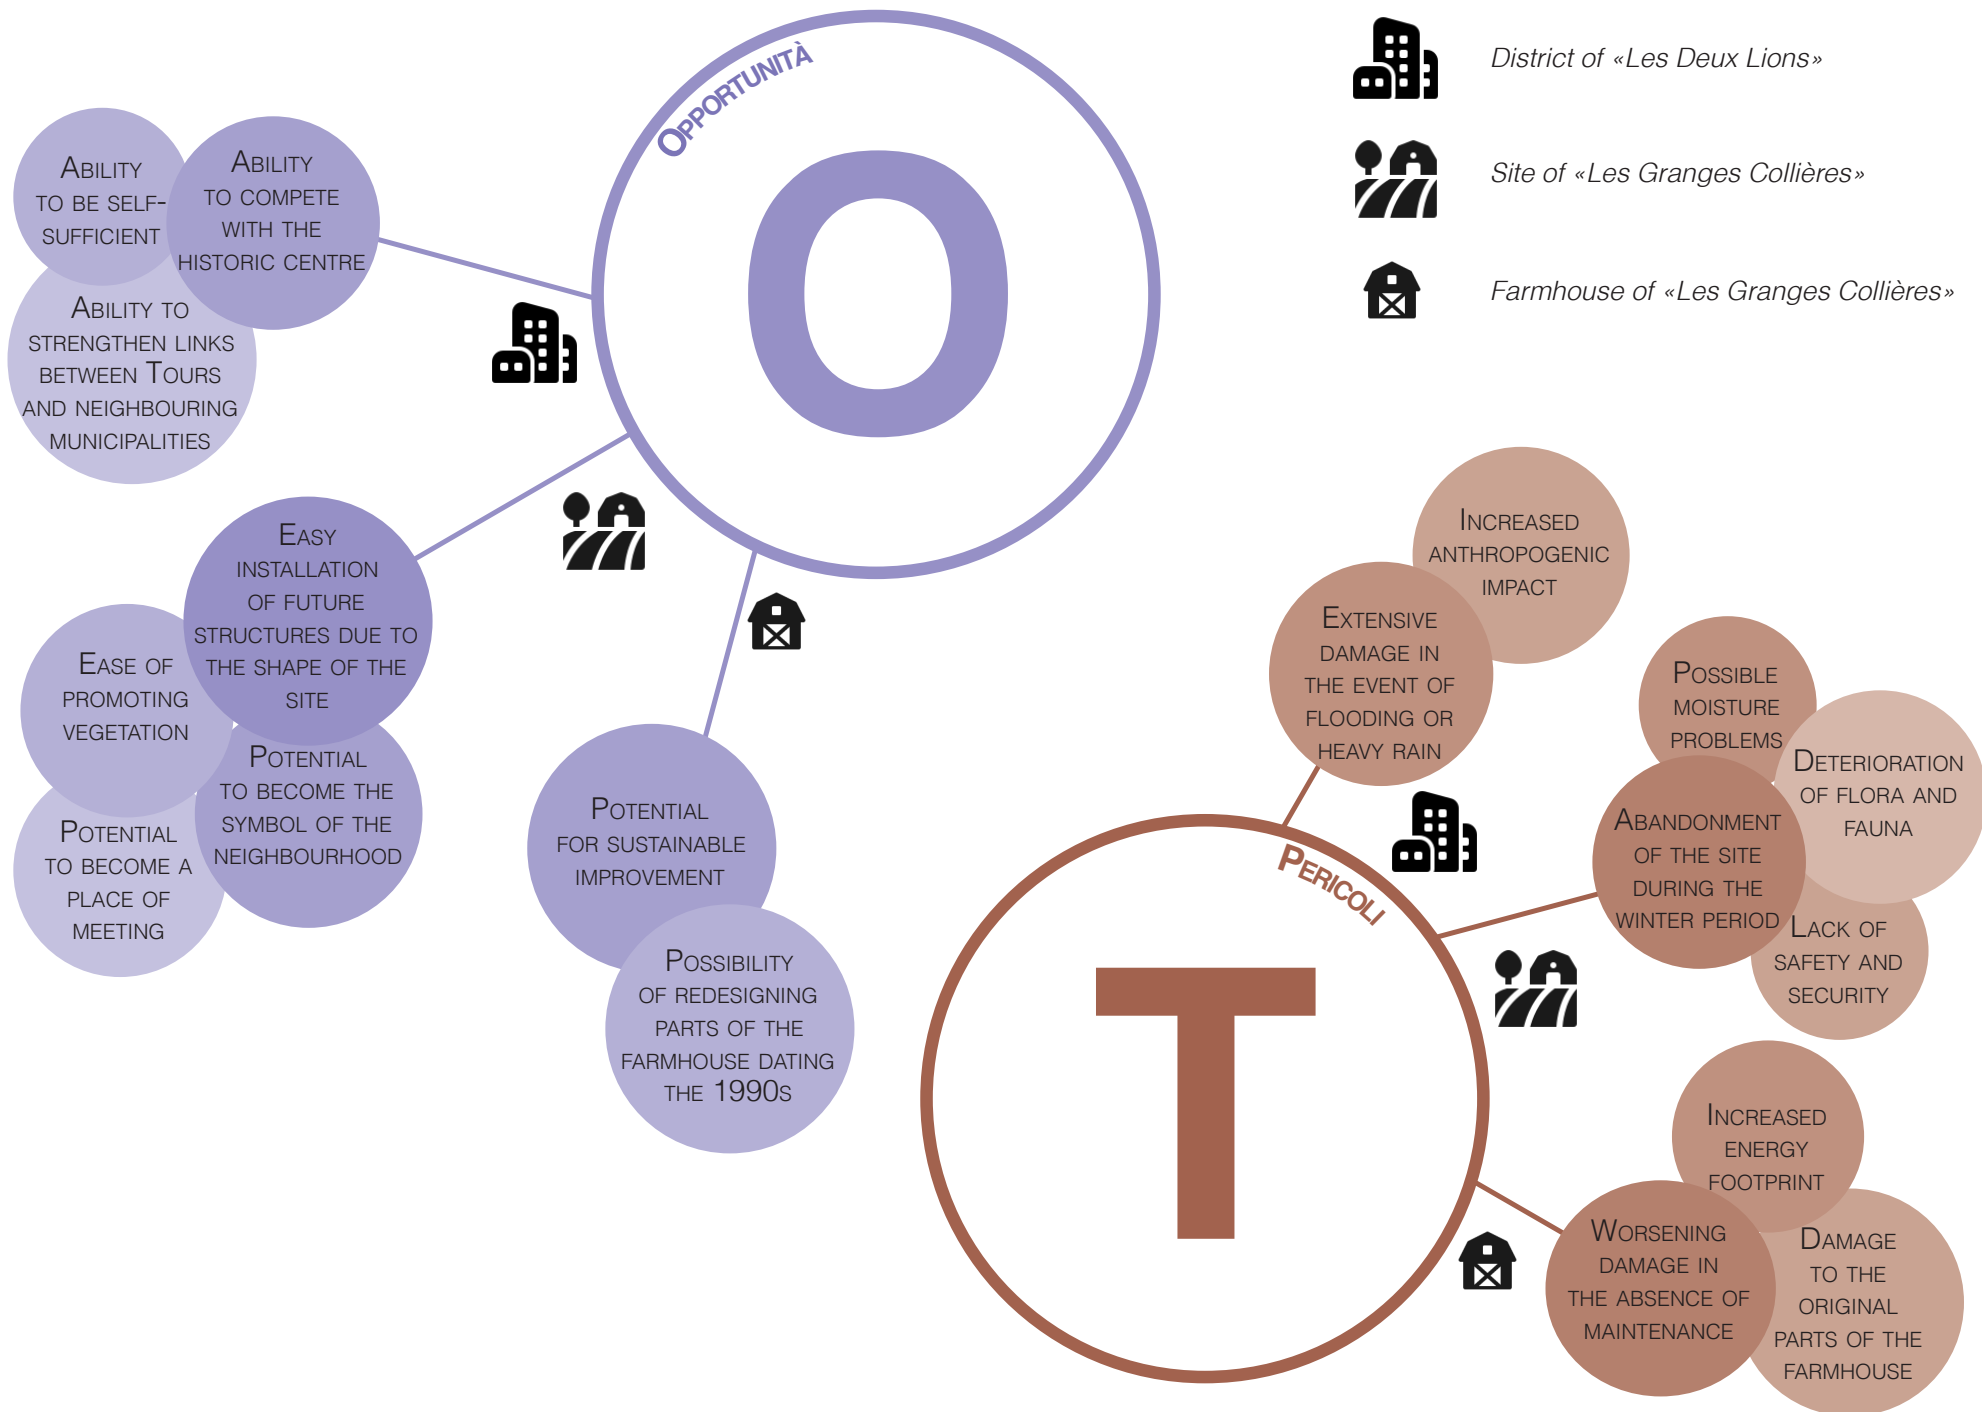 District of «Les Deux Lions»
Site of «Les Granges Collières»
Farmhouse of «Les Granges Collières»
Opportunità
O
Ability
to be self-
sufficient
Ability
to compete
with the
historic centre
Ability to
strengthen links
between Tours
and neighbouring
municipalities
Easy
installation
of future
structures due to
the shape of the
site
Ease of
promoting
vegetation
Potential
to become the
symbol of the
neighbourhood
Potential
to become a
place of
meeting
Potential
for sustainable
improvement
Possibility
of redesigning
parts of the
farmhouse dating
the 1990s
Pericoli
T
Increased
anthropogenic
impact
Extensive
damage in
the event of
flooding or
heavy rain
Possible
moisture
problems
Deterioration
of flora and
fauna
Abandonment
of the site
during the
winter period
Lack of
safety and
security
Increased
energy
footprint
Worsening
damage in
the absence of
maintenance
Damage
to the
original
parts of the
farmhouse